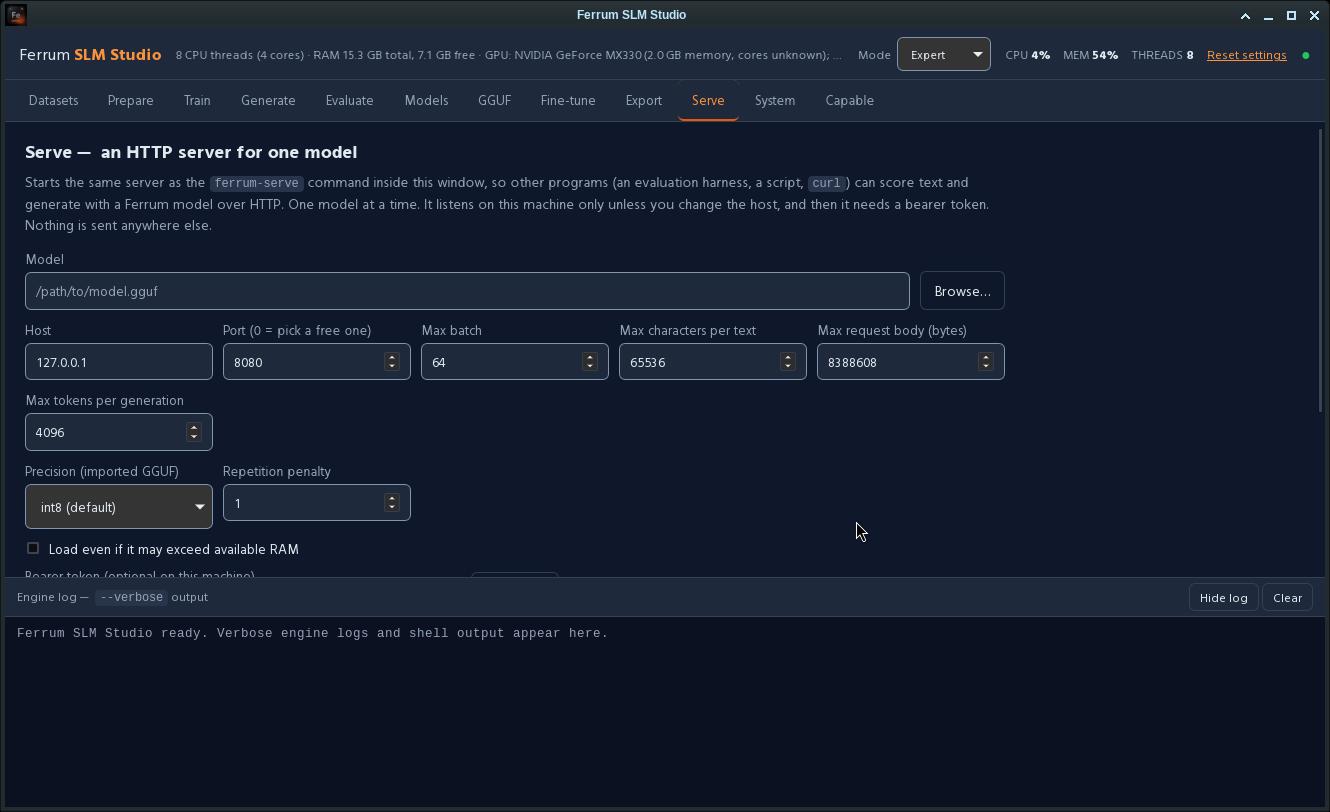 Ferrum SLM Studio
Ferrum SLM Studio 8 CPU threads (4 cores) · RAM 15.3 GB total, 7.1 GB free · GPU: NVIDIA GeForce MX330 (2.0 GB memory, cores unknown); ... Mode Expert CPU 4% MEM 54% THREADS 8 Reset settings
Datasets Prepare Train Generate Evaluate Models GGUF Fine-tune Export Serve System Capable
Serve — an HTTP server for one model
Starts the same server as the ferrum-serve command inside this window, so other programs (an evaluation harness, a script, curl) can score text and
generate with a Ferrum model over HTTP. One model at a time. It listens on this machine only unless you change the host, and then it needs a bearer token.
Nothing is sent anywhere else.
Model
/path/to/model.gguf Browse...
Host Port (0 = pick a free one) Max batch Max characters per text Max request body (bytes)
127.0.0.1 8080 64 65536 8388608
Max tokens per generation
4096
Precision (imported GGUF) Repetition penalty
int8 (default) 1
Load even if it may exceed available RAM
Bearer token (optional on this machine)
Engine log — --verbose output Hide log Clear
Ferrum SLM Studio ready. Verbose engine logs and shell output appear here.